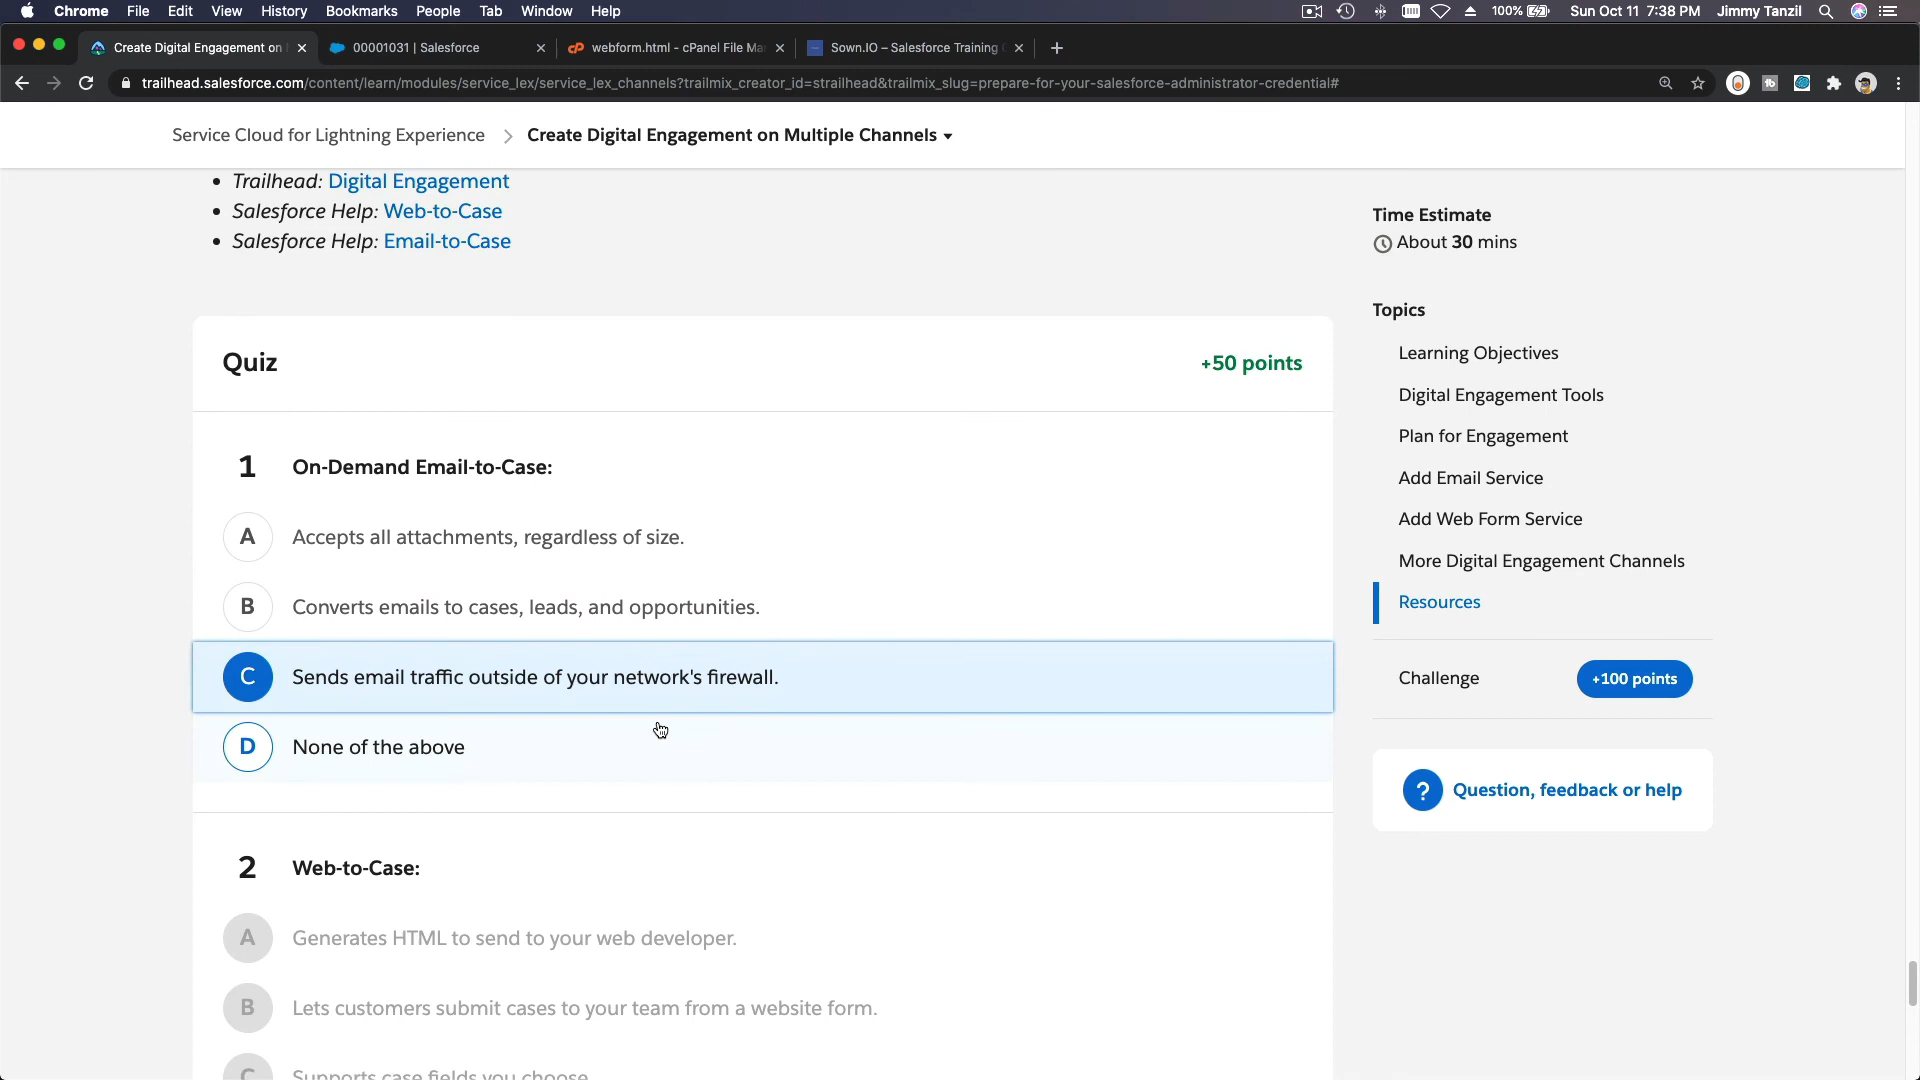 Chrome File Edit View History Bookmarks People Tab Window Help 100% Sun Oct 11 7:38 PM Jimmy Tanzil
Create Digital Engagement on 00001031 | Salesforce webform.html - cPanel File Ma Sown.IO – Salesforce Training
trailhead.salesforce.com/content/learn/modules/service_lex/service_lex_channels?trailmix_creator_id=strailhead&trailmix_slug=prepare-for-your-salesforce-administrator-credential#
Service Cloud for Lightning Experience > Create Digital Engagement on Multiple Channels
• Trailhead: Digital Engagement
• Salesforce Help: Web-to-Case
• Salesforce Help: Email-to-Case
Quiz +50 points
1 On-Demand Email-to-Case:
A Accepts all attachments, regardless of size.
B Converts emails to cases, leads, and opportunities.
C Sends email traffic outside of your network's firewall.
D None of the above
2 Web-to-Case:
A Generates HTML to send to your web developer.
B Lets customers submit cases to your team from a website form.
C Supports case fields you choose
Time Estimate
About 30 mins
Topics
Learning Objectives
Digital Engagement Tools
Plan for Engagement
Add Email Service
Add Web Form Service
More Digital Engagement Channels
Resources
Challenge +100 points
? Question, feedback or help